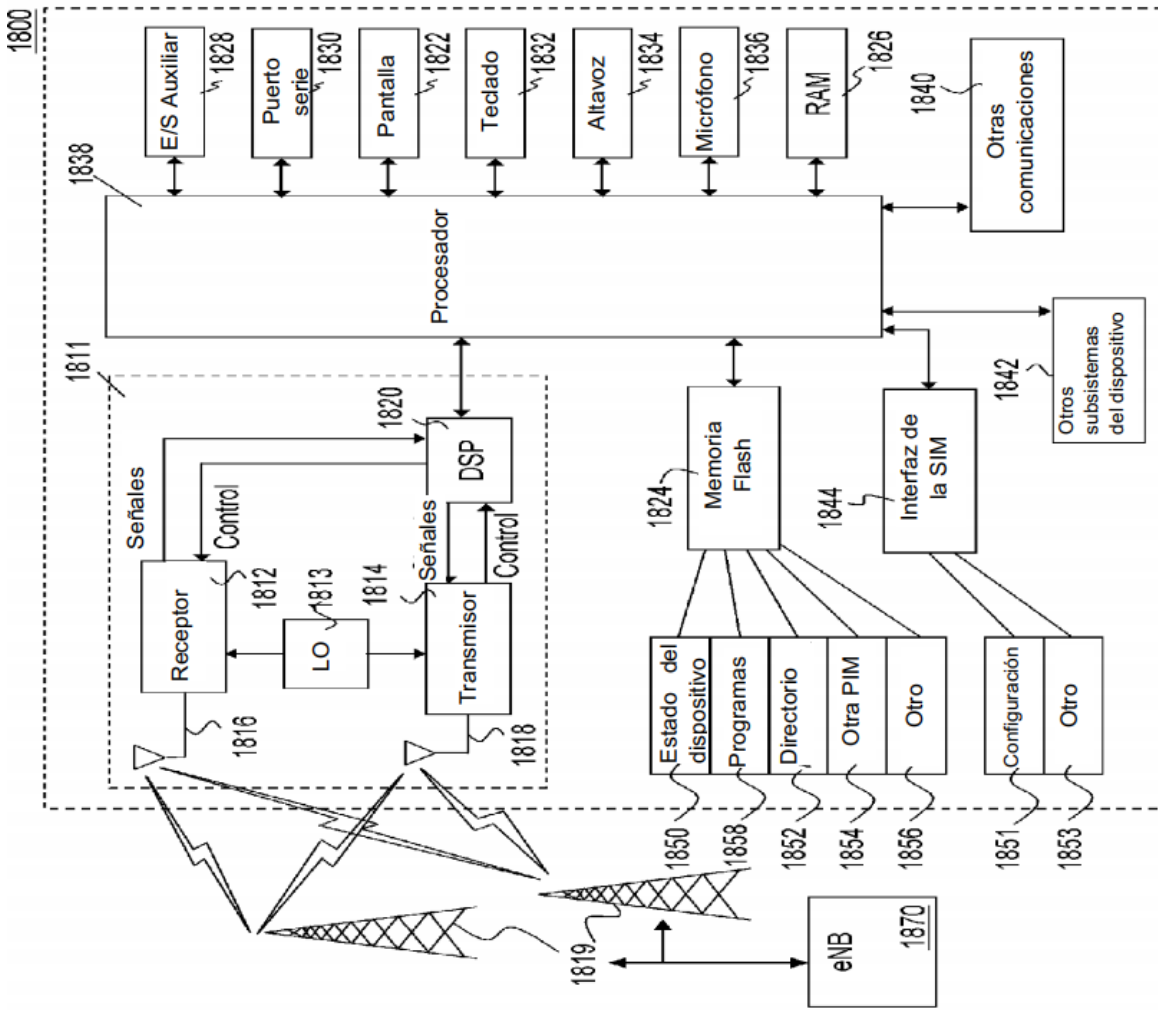 1800
1838
E/S Auxiliar
1828
Puerto
serie
1830
Pantalla
1822
Teclado
1832
Altavoz
1834
Micrófono
1836
RAM
1826
Otras
comunicaciones
1840
Procesador
1811
Señales
Control
1820
DSP
Receptor
1812
LO
1813
Transmisor
1814
Señales
Control
1816
1818
Memoria
Flash
1824
Interfaz de
la SIM
1844
Otros
subsistemas
del dispositivo
1842
Estado del
dispositivo
Programas
Directorio
Otra PIM
Otro
Configuración
Otro
1850
1858
1852
1854
1856
1851
1853
1819
eNB
1870